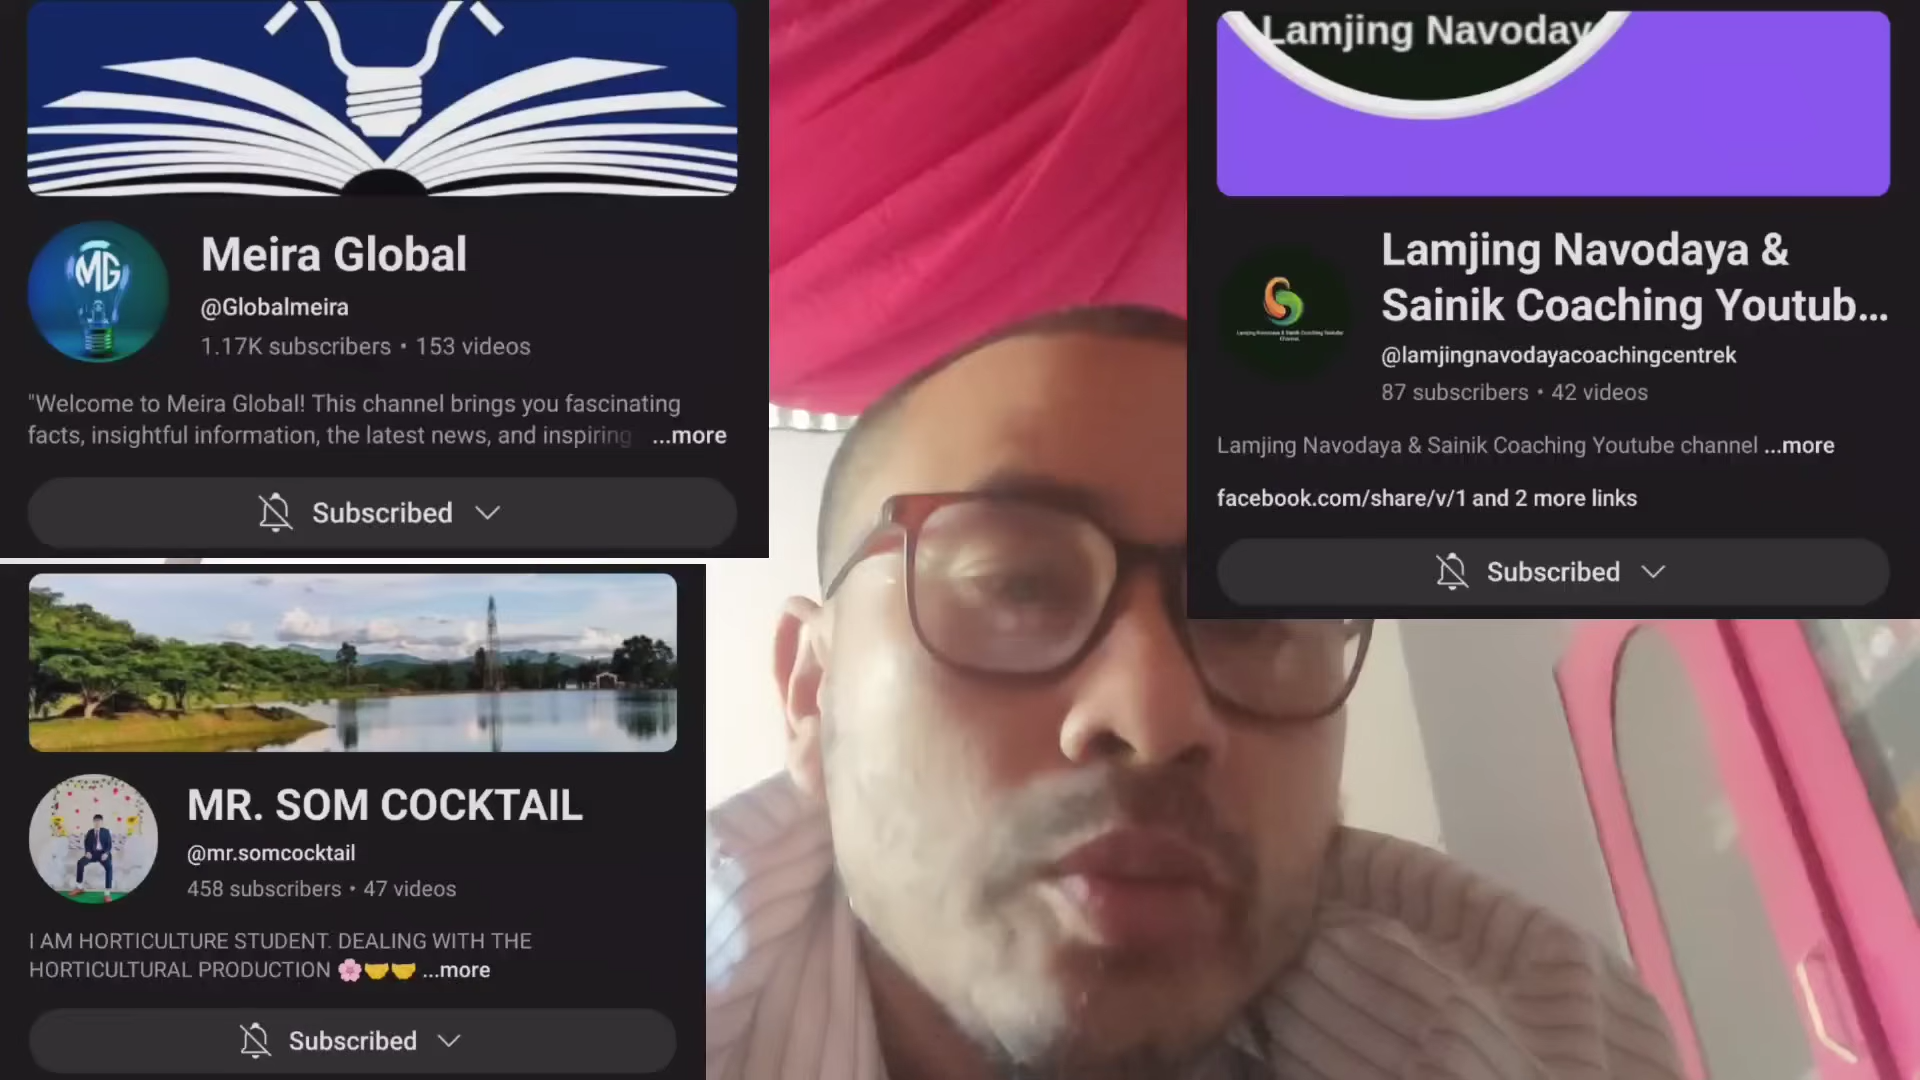 MG
Meira Global
@Globalmeira
1.17K subscribers • 153 videos
"Welcome to Meira Global! This channel brings you fascinating
facts, insightful information, the latest news, and inspiring ...more
Subscribed
Lamjing Navoday
Lamjing Navodaya &
Sainik Coaching Youtub...
@lamjingnavodayacoachingcentrek
87 subscribers • 42 videos
Lamjing Navodaya & Sainik Coaching Youtube channel ...more
facebook.com/share/v/1 and 2 more links
Subscribed
MR. SOM COCKTAIL
@mr.somcocktail
458 subscribers • 47 videos
I AM HORTICULTURE STUDENT. DEALING WITH THE
HORTICULTURAL PRODUCTION 🌸🤝🤝 ...more
Subscribed